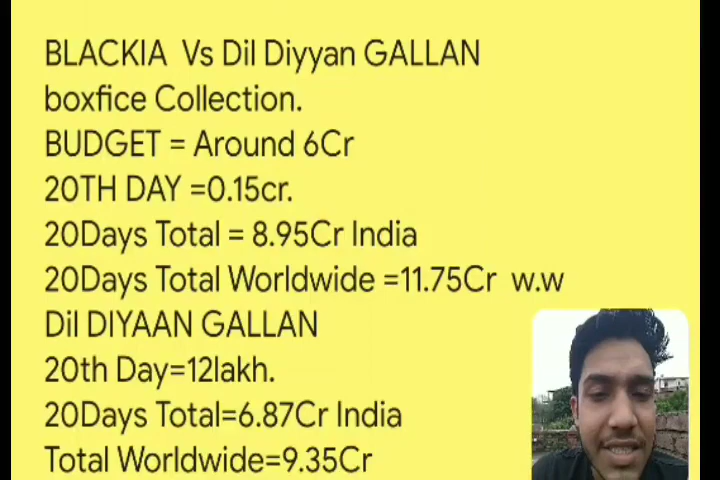 BLACKIA Vs Dil Diyyan GALLAN
boxfice Collection.
BUDGET = Around 6Cr
20TH DAY =0.15cr.
20Days Total = 8.95Cr India
20Days Total Worldwide =11.75Cr w.w
Dil DIYAAN GALLAN
20th Day=12lakh.
20Days Total=6.87Cr India
Total Worldwide=9.35Cr